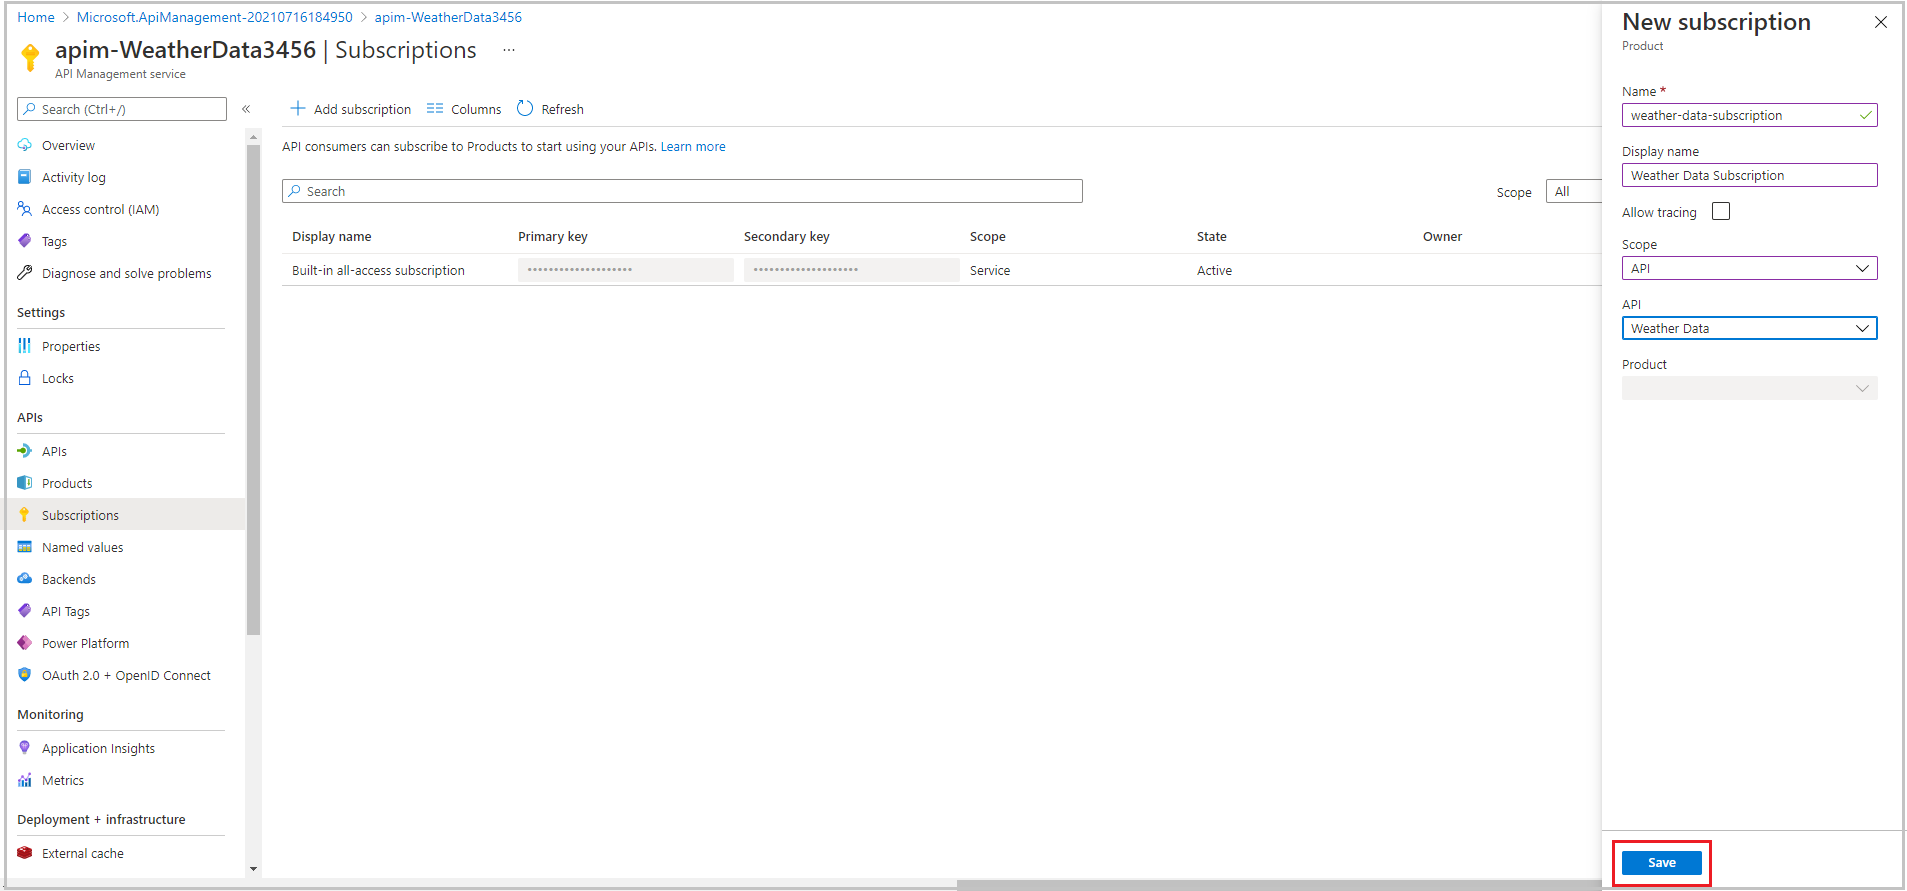 Home > Microsoft.ApiManagement-20210716184950 > apim-WeatherData3456
apim-WeatherData3456 | Subscriptions ...
API Management service
Search (Ctrl+/) «
Overview
Activity log
Access control (IAM)
Tags
Diagnose and solve problems
Settings
Properties
Locks
APIs
APIs
Products
Subscriptions
Named values
Backends
API Tags
Power Platform
OAuth 2.0 + OpenID Connect
Monitoring
Application Insights
Metrics
Deployment + infrastructure
External cache
Add subscription Columns Refresh
API consumers can subscribe to Products to start using your APIs. Learn more
Search Scope All
Display name Primary key Secondary key Scope State Owner
Built-in all-access subscription •••••••••••••••••••• •••••••••••••••••••• Service Active
New subscription
Product
Name *
weather-data-subscription
Display name
Weather Data Subscription
Allow tracing
Scope
API
API
Weather Data
Product
Save